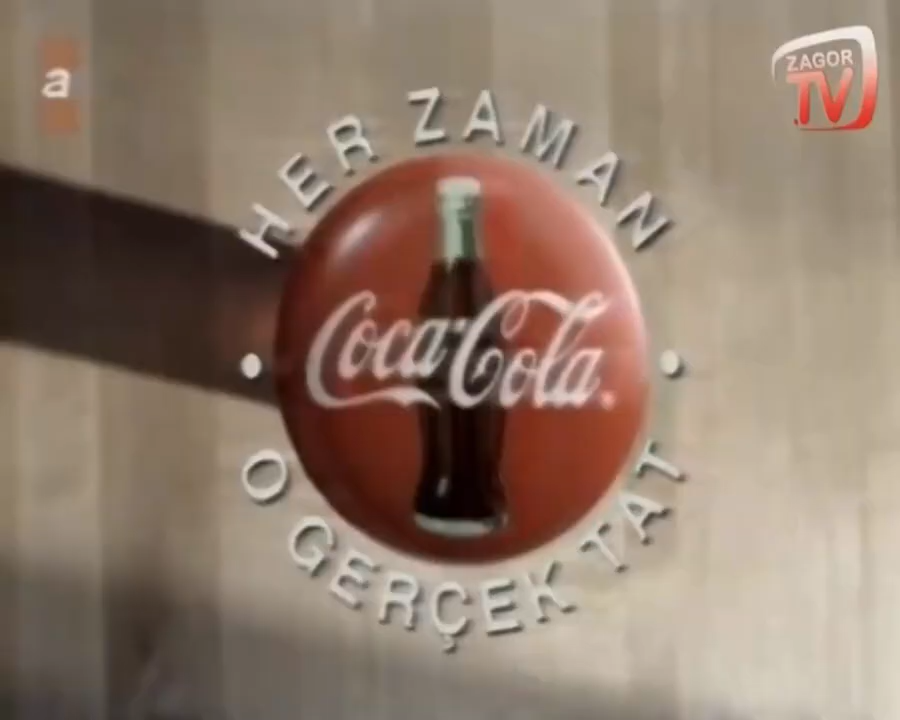 a
ZAGOR
TV
HER ZAMAN
Coca-Cola
O GERÇEK TAT